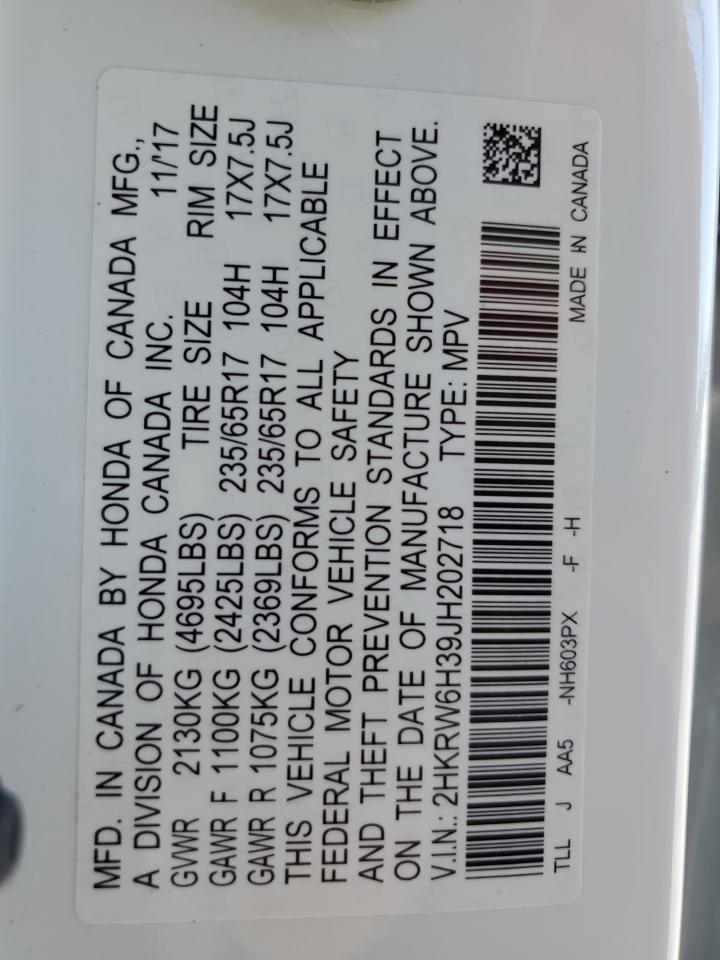 MFD. IN CANADA BY HONDA OF CANADA MFG.,
A DIVISION OF HONDA CANADA INC. 11/'17
GVWR 2130KG (4695LBS) TIRE SIZE RIM SIZE
GAWR F 1100KG (2425LBS) 235/65R17 104H 17X7.5J
GAWR R 1075KG (2369LBS) 235/65R17 104H 17X7.5J
THIS VEHICLE CONFORMS TO ALL APPLICABLE
FEDERAL MOTOR VEHICLE SAFETY
AND THEFT PREVENTION STANDARDS IN EFFECT
ON THE DATE OF MANUFACTURE SHOWN ABOVE.
V.I.N.: 2HKRW6H39JH202718 TYPE: MPV
TLL J AA5 -NH603PX -F -H MADE IN CANADA